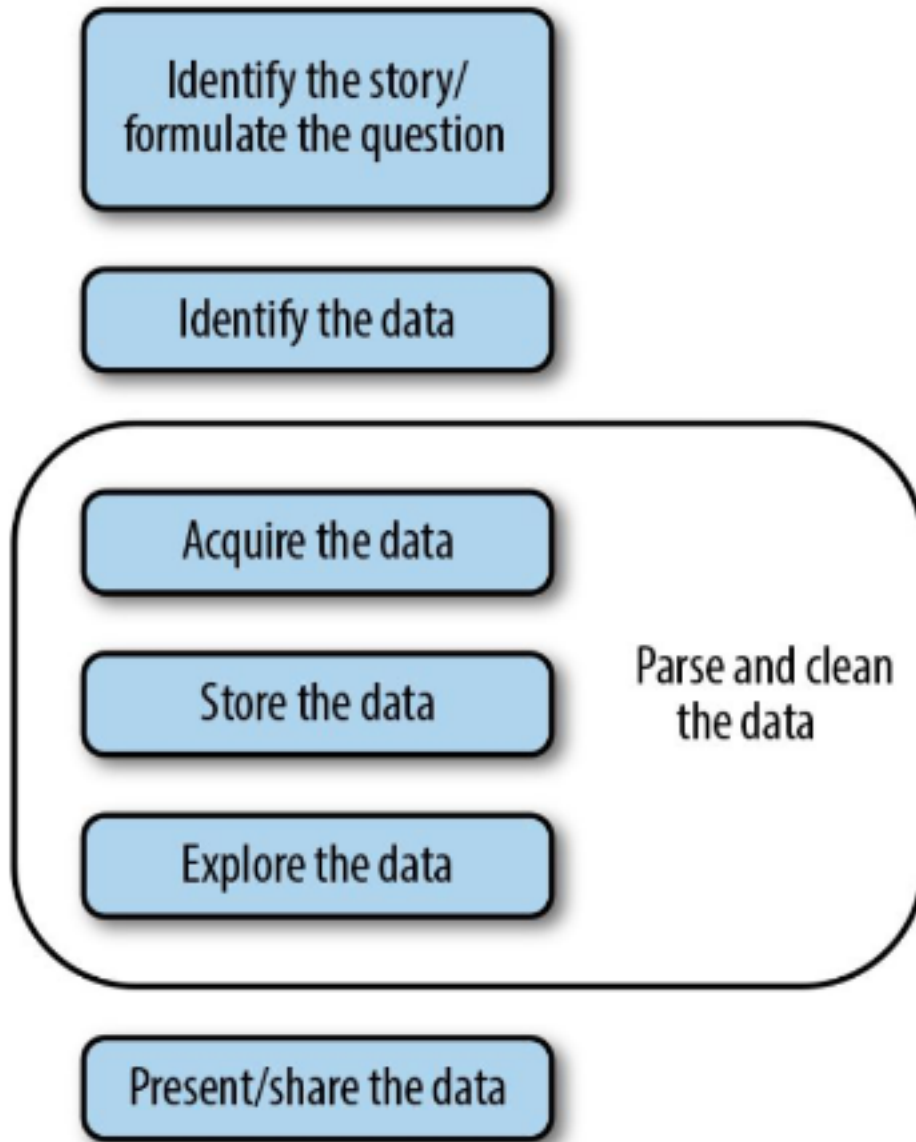 Identify the story/
formulate the question
Identify the data
Acquire the data
Store the data
Parse and clean
the data
Explore the data
Present/share the data